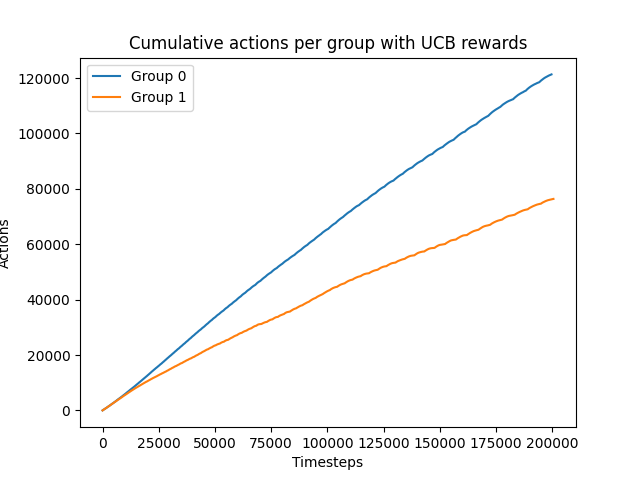 Cumulative actions per group with UCB rewards
Group 0
Group 1
120000
100000
80000
60000
40000
20000
0
Actions
0 25000 50000 75000 100000 125000 150000 175000 200000
Timesteps